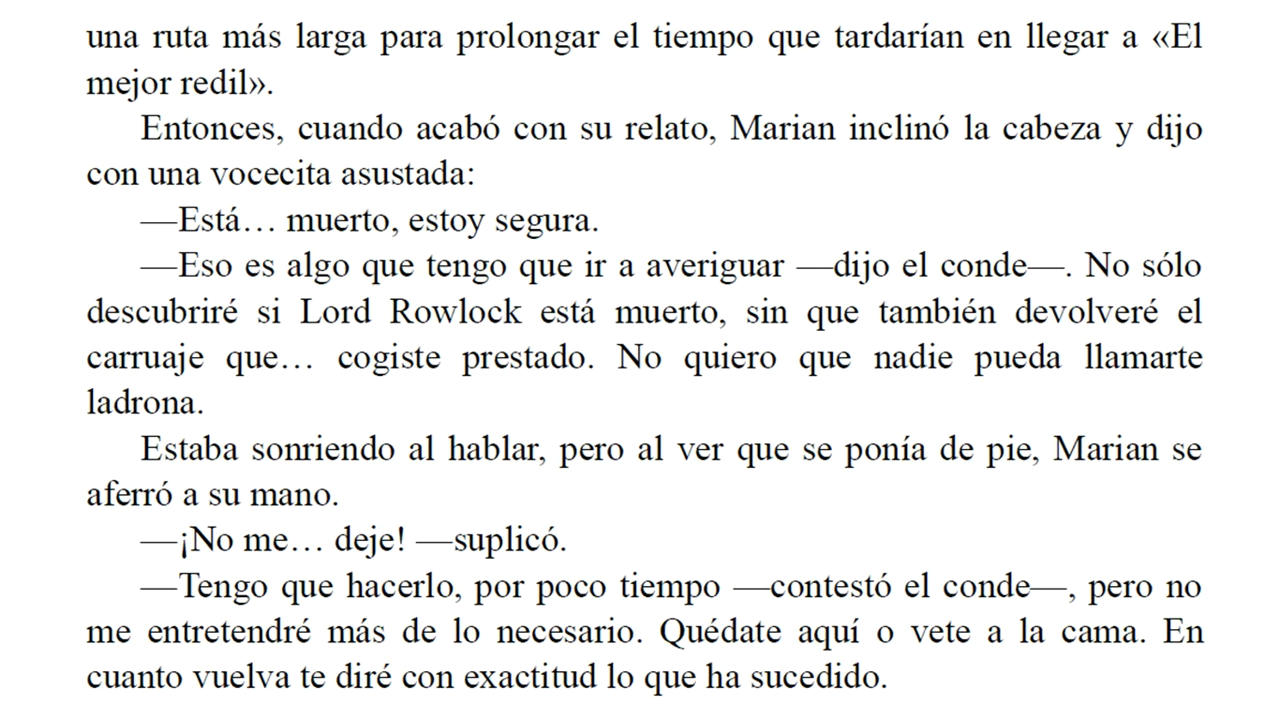 una ruta más larga para prolongar el tiempo que tardarían en llegar a «El
mejor redil».
Entonces, cuando acabó con su relato, Marian inclinó la cabeza y dijo
con una vocecita asustada:
—Está… muerto, estoy segura.
—Eso es algo que tengo que ir a averiguar —dijo el conde—. No sólo
descubriré si Lord Rowlock está muerto, sin que también devolveré el
carruaje que… cogiste prestado. No quiero que nadie pueda llamarte
ladrona.
Estaba sonriendo al hablar, pero al ver que se ponía de pie, Marian se
aferró a su mano.
—¡No me… deje! —suplicó.
—Tengo que hacerlo, por poco tiempo —contestó el conde—, pero no
me entretendré más de lo necesario. Quédate aquí o vete a la cama. En
cuanto vuelva te diré con exactitud lo que ha sucedido.